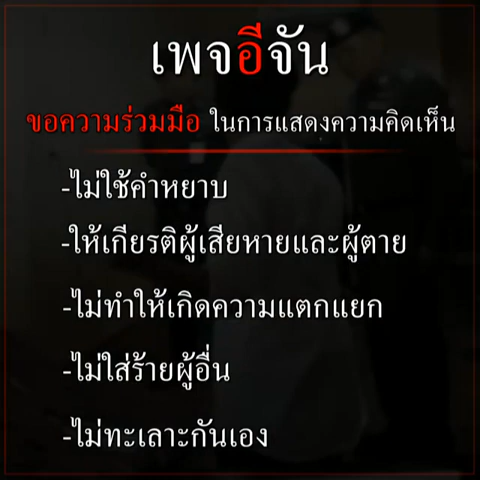 เพจอีจัน
ขอความร่วมมือ ในการแสดงความคิดเห็น
-ไม่ใช้คำหยาบ
-ให้เกียรติผู้เสียหายและผู้ตาย
-ไม่ทำให้เกิดความแตกแยก
-ไม่ใส่ร้ายผู้อื่น
-ไม่ทะเลาะกันเอง